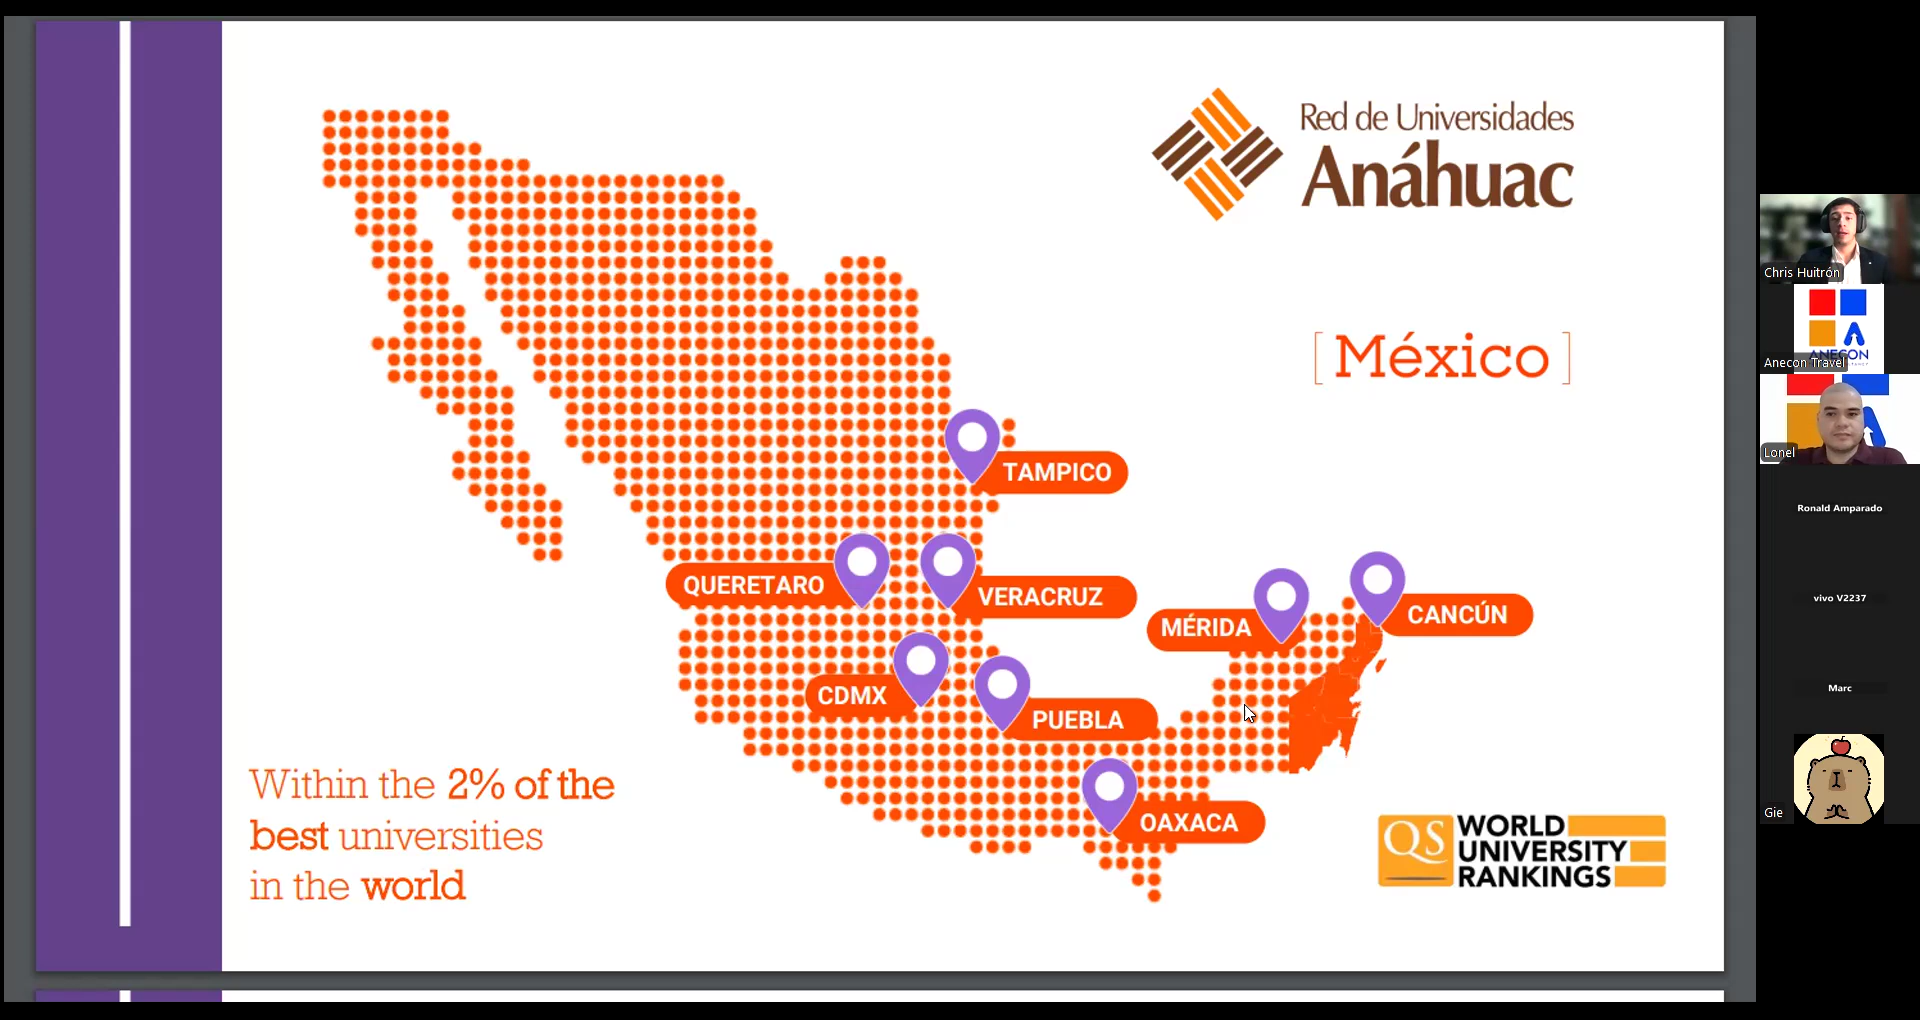 Red de Universidades
Anáhuac
[México]
TAMPICO
QUERETARO
VERACRUZ
MÉRIDA
CANCÚN
CDMX
PUEBLA
OAXACA
Within the 2% of the
best universities
in the world
QS
WORLD
UNIVERSITY
RANKINGS
Chris Huitrón
ANECON
Anecon Travel
Lonel
Ronald Amparado
vivo V2237
Marc
Gie